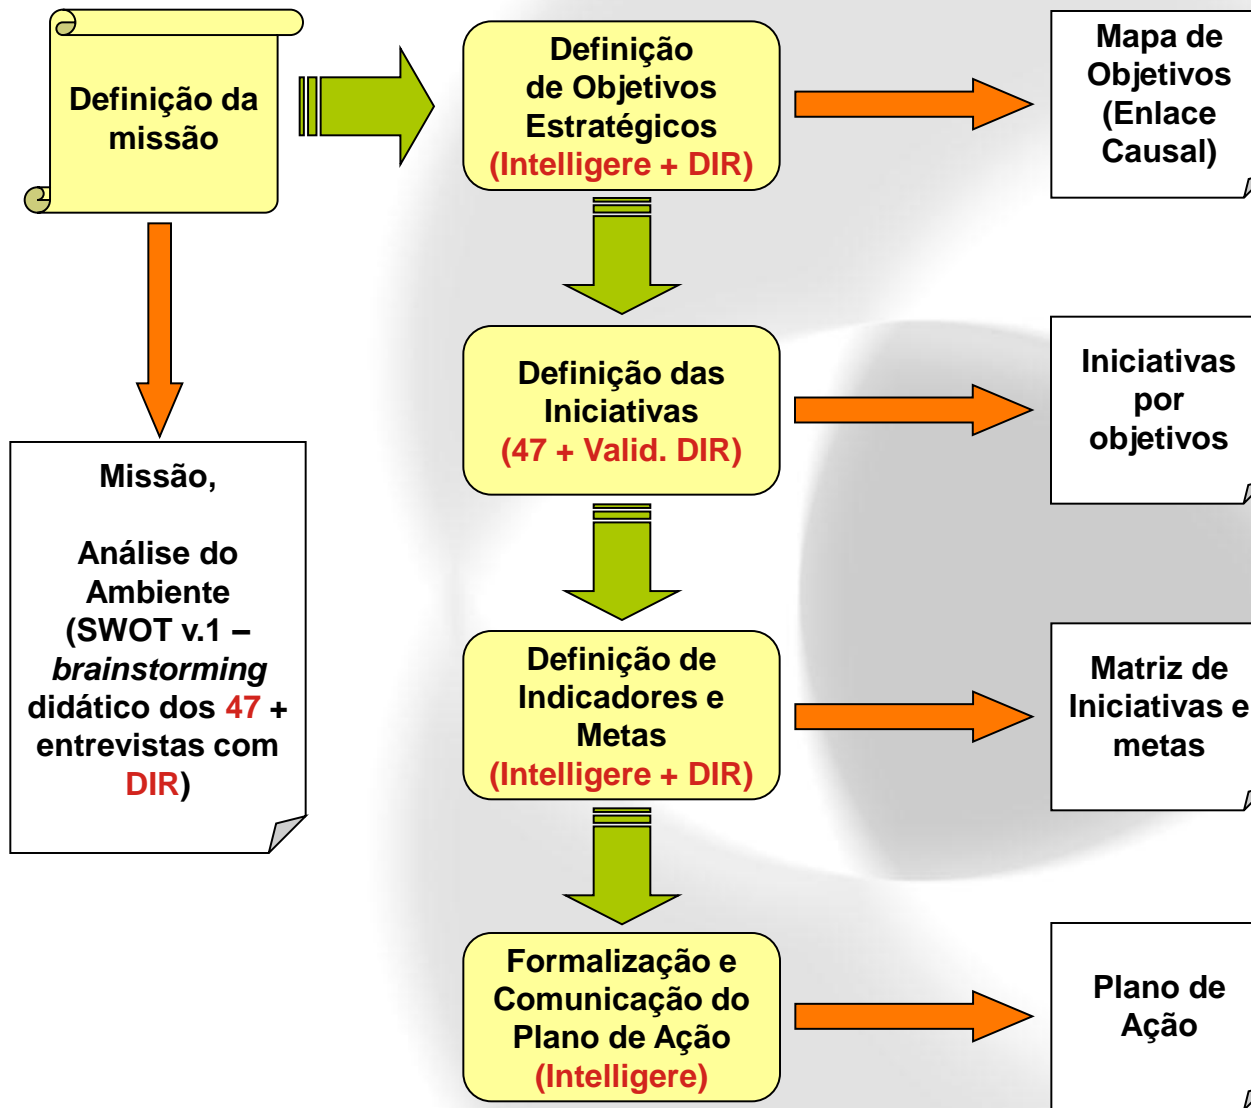 Definição da
missão
Missão,
Análise do
Ambiente
(SWOT v.1 –
brainstorming
didático dos 47 +
entrevistas com
DIR)
Definição
de Objetivos
Estratégicos
(Intelligere + DIR)
Mapa de
Objetivos
(Enlace
Causal)
Definição das
Iniciativas
(47 + Valid. DIR)
Iniciativas
por
objetivos
Definição de
Indicadores e
Metas
(Intelligere + DIR)
Matriz de
Iniciativas e
metas
Formalização e
Comunicação do
Plano de Ação
(Intelligere)
Plano de
Ação